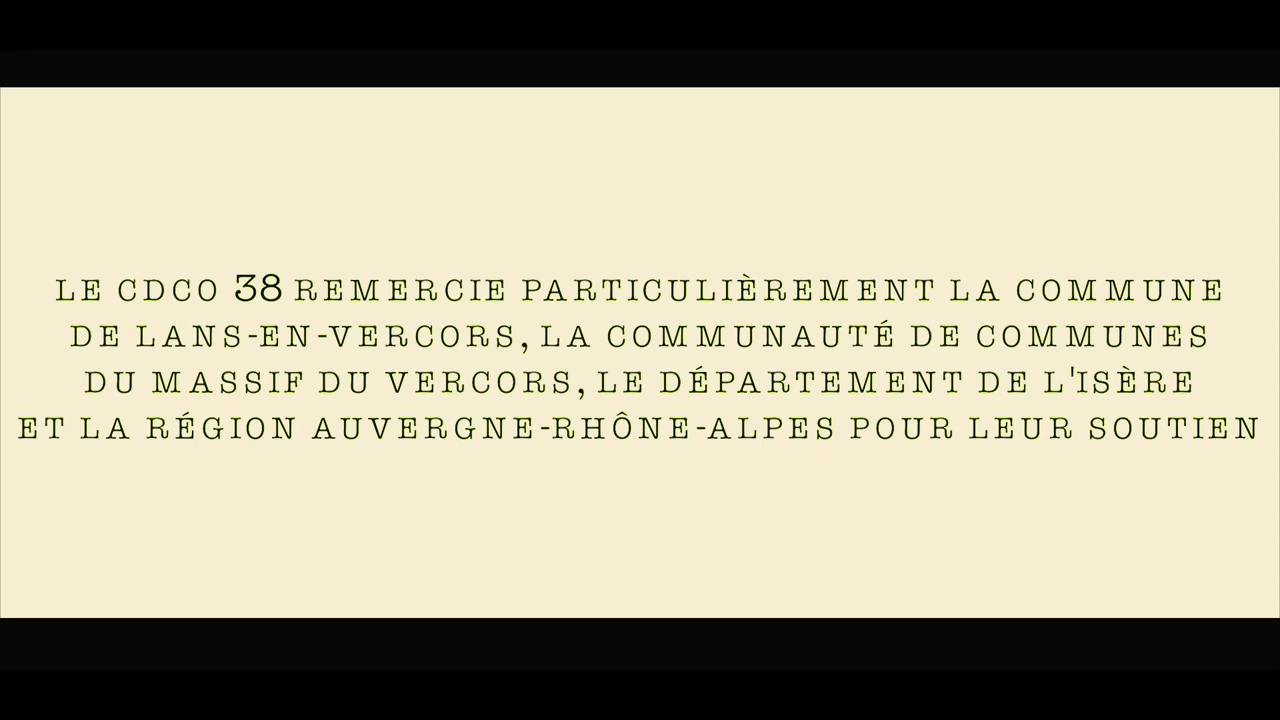 LE CDCO 38 REMERCIE PARTICULIÈREMENT LA COMMUNE
DE LANS-EN-VERCORS, LA COMMUNAUTÉ DE COMMUNES
DU MASSIF DU VERCORS, LE DÉPARTEMENT DE L'ISÈRE
ET LA RÉGION AUVERGNE-RHÔNE-ALPES POUR LEUR SOUTIEN